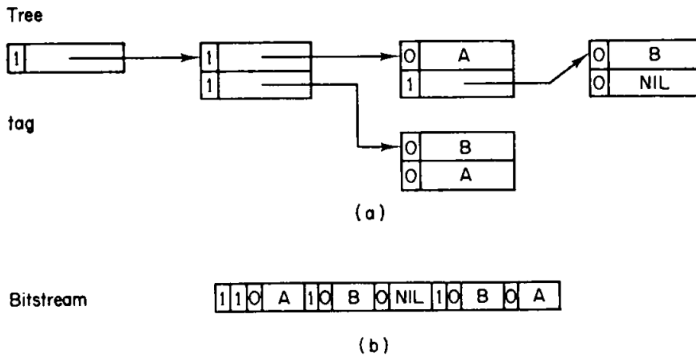 Tree
1 1 0 A 0 B
1 1 0 NIL
tag
0 B
0 A
(a)
Bitstream 1 1 0 A 1 0 B 0 NIL 1 0 B 0 A
(b)